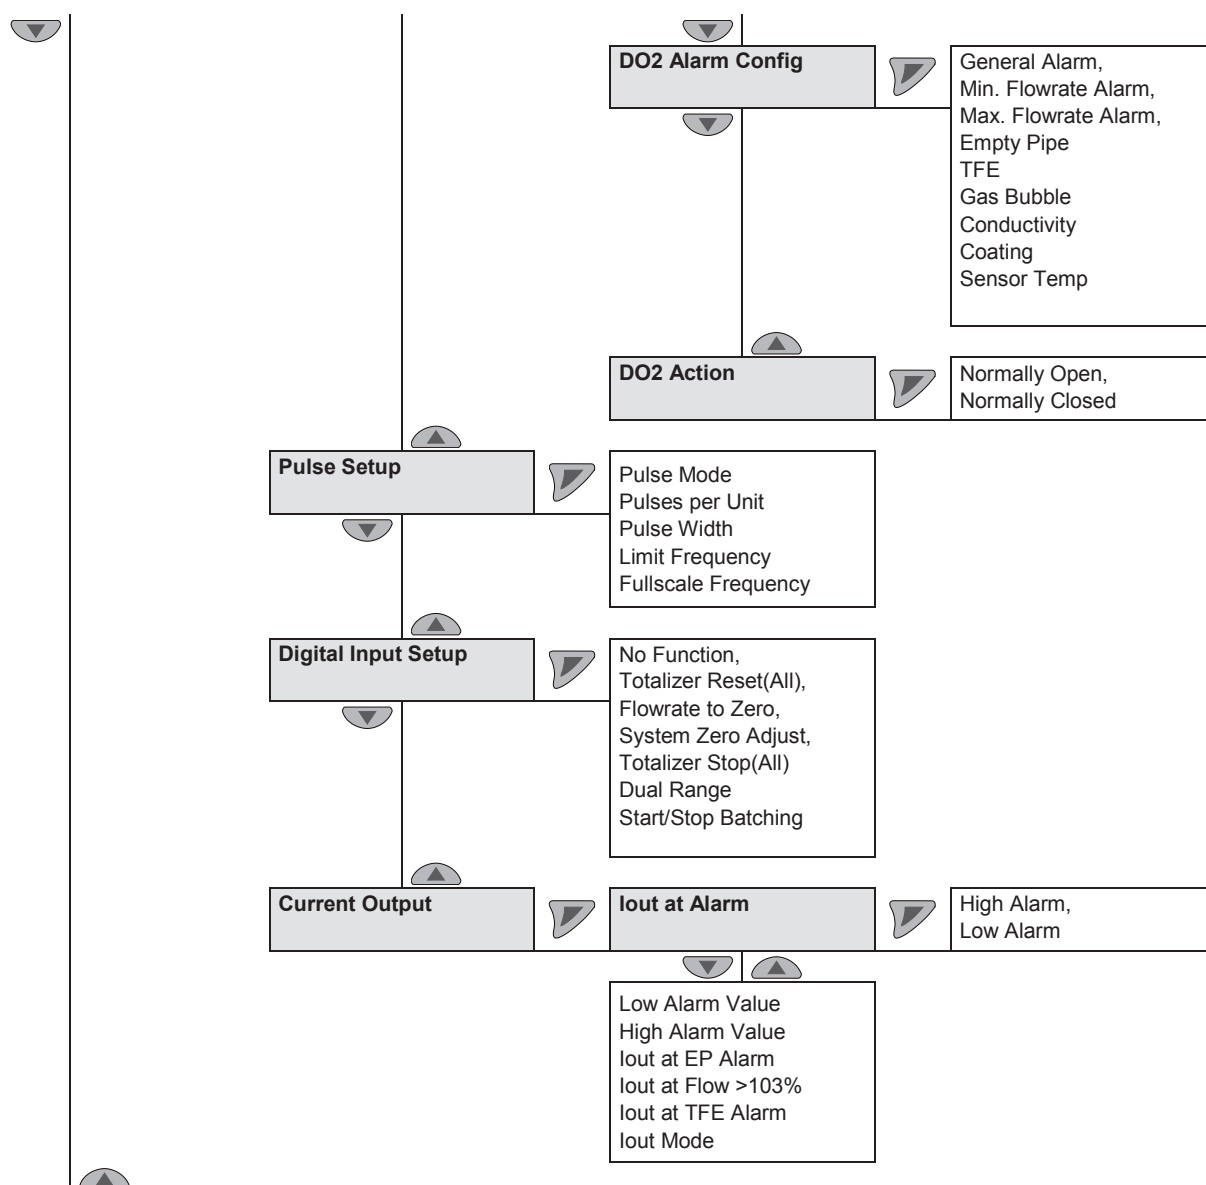 DO2 Alarm Config
General Alarm,
Min. Flowrate Alarm,
Max. Flowrate Alarm,
Empty Pipe
TFE
Gas Bubble
Conductivity
Coating
Sensor Temp
DO2 Action
Normally Open,
Normally Closed
Pulse Setup
Pulse Mode
Pulses per Unit
Pulse Width
Limit Frequency
Fullscale Frequency
Digital Input Setup
No Function,
Totalizer Reset(All),
Flowrate to Zero,
System Zero Adjust,
Totalizer Stop(All)
Dual Range
Start/Stop Batching
Current Output
Iout at Alarm
High Alarm,
Low Alarm
Low Alarm Value
High Alarm Value
Iout at EP Alarm
Iout at Flow >103%
Iout at TFE Alarm
Iout Mode